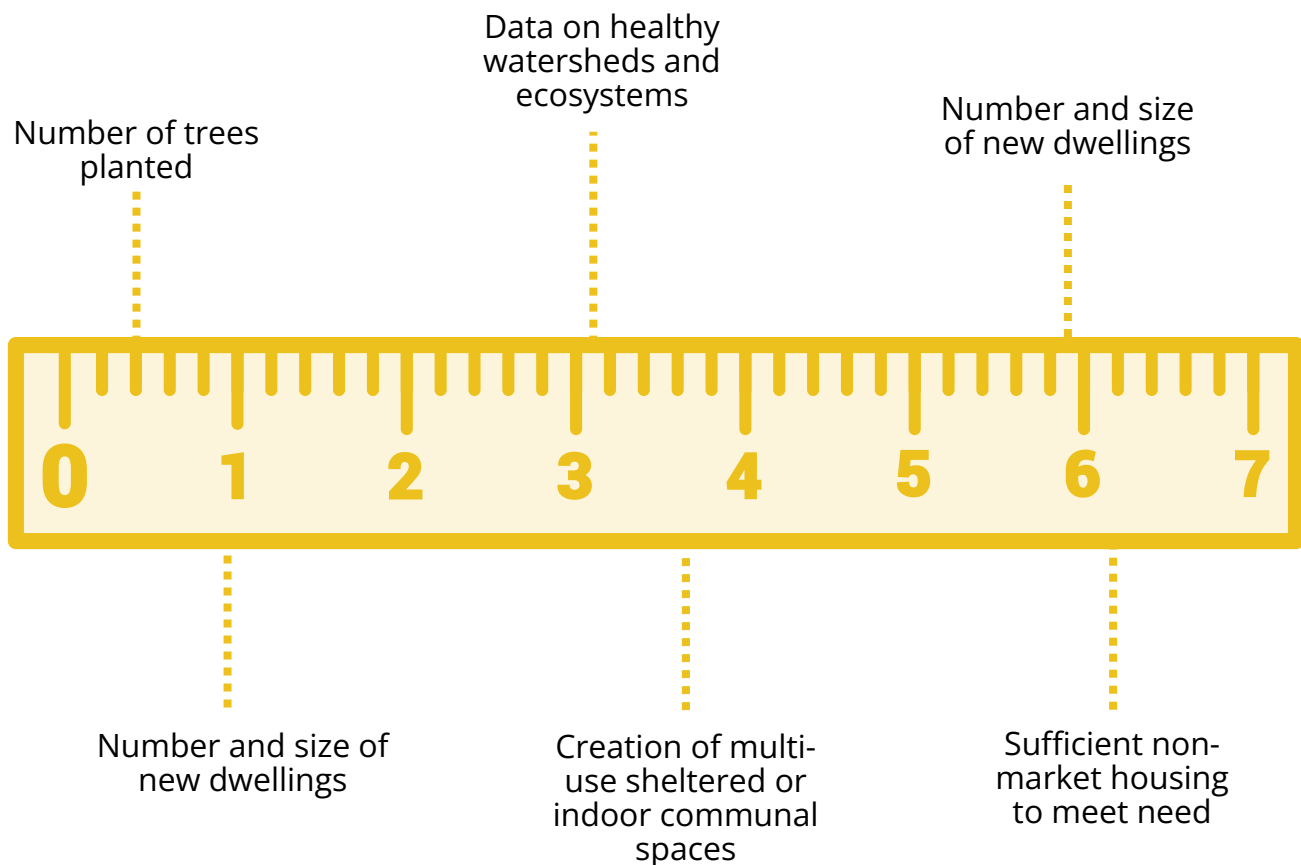 Data on healthy
watersheds and
ecosystems
Number of trees
planted
Number and size
of new dwellings
0 1 2 3 4 5 6 7
Number and size of
new dwellings
Creation of multi-
use sheltered or
indoor communal
spaces
Sufficient non-
market housing
to meet need